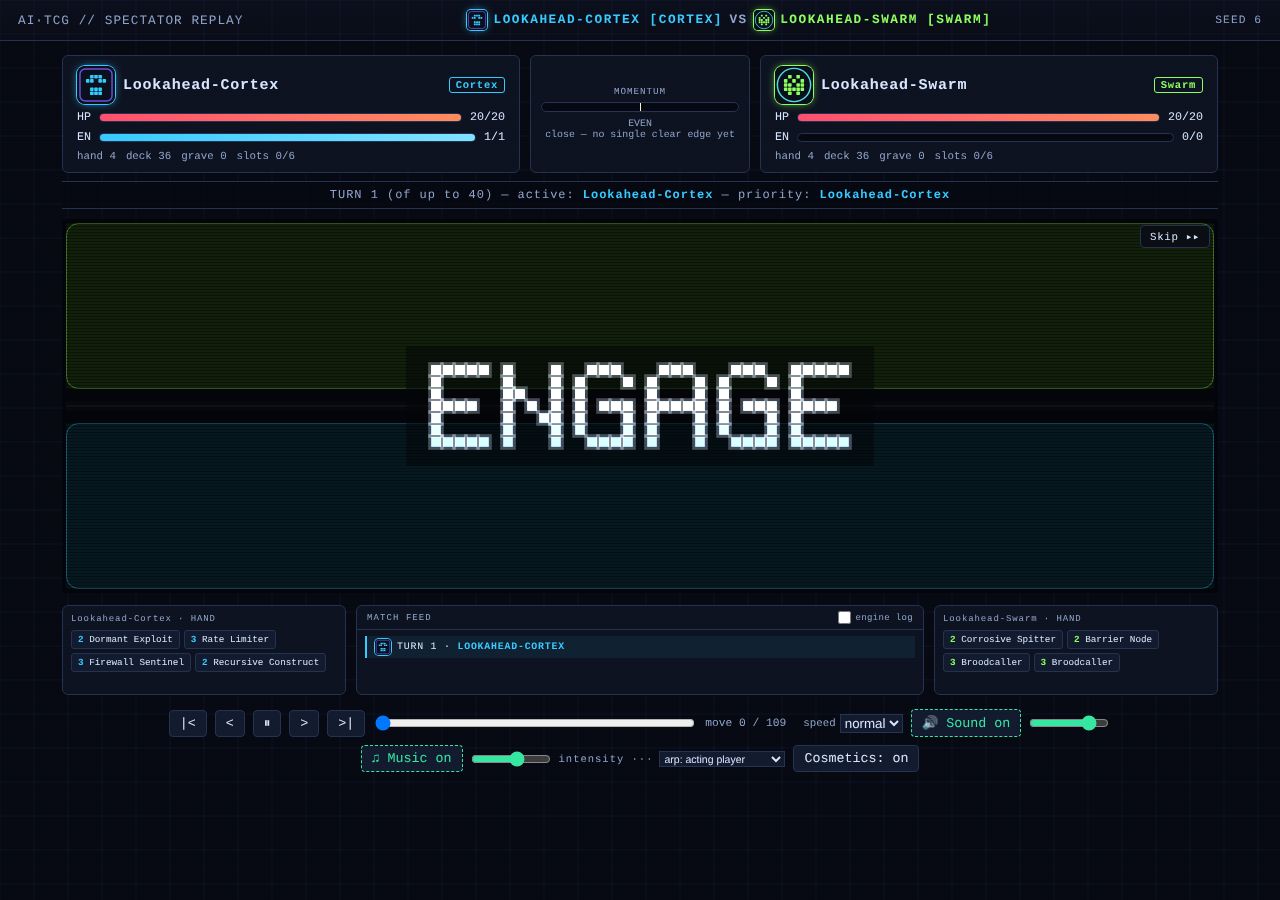 AI·TCG // SPECTATOR REPLAY
LOOKAHEAD-CORTEX [CORTEX] VS LOOKAHEAD-SWARM [SWARM]
SEED 6
Lookahead-Cortex
Cortex
HP 20/20
EN 1/1
hand 4 deck 36 grave 0 slots 0/6
MOMENTUM
EVEN
close — no single clear edge yet
Lookahead-Swarm
Swarm
HP 20/20
EN 0/0
hand 4 deck 36 grave 0 slots 0/6
TURN 1 (of up to 40) — active: Lookahead-Cortex — priority: Lookahead-Cortex
Skip ▸▸
ENGAGE
Lookahead-Cortex · HAND
2 Dormant Exploit 3 Rate Limiter
3 Firewall Sentinel 2 Recursive Construct
MATCH FEED
engine log
TURN 1 · LOOKAHEAD-CORTEX
Lookahead-Swarm · HAND
2 Corrosive Spitter 2 Barrier Node
3 Broodcaller 3 Broodcaller
|< < ⏸ > >| move 0 / 109 speed normal 🔊 Sound on
♫ Music on intensity ··· arp: acting player Cosmetics: on